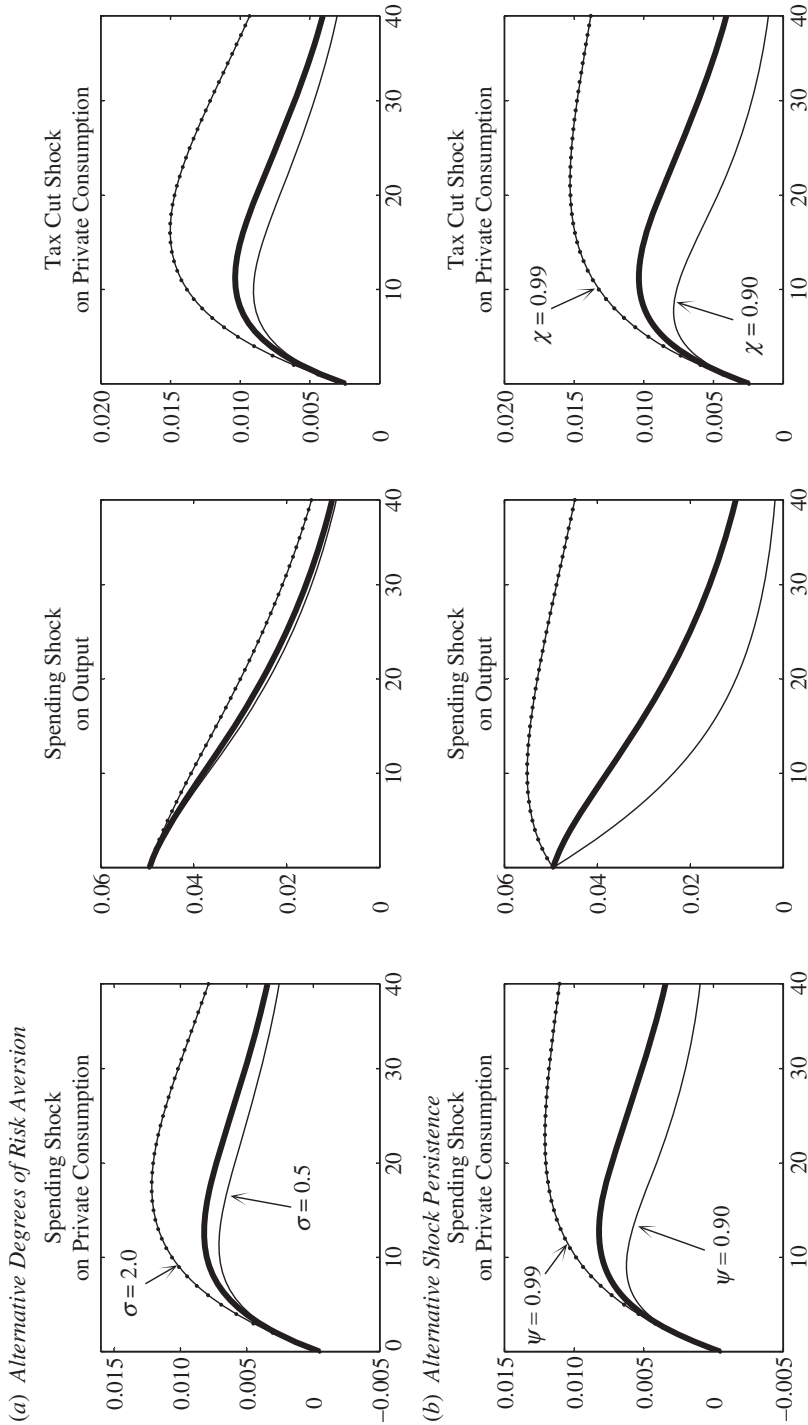 (a) Alternative Degrees of Risk Aversion
Spending Shock
on Private Consumption
0.015
0.010
0.005
0
−0.005
0
10
20
30
40
σ = 2.0
σ = 0.5
Spending Shock
on Output
0.06
0.04
0.02
0
10
20
30
40
Tax Cut Shock
on Private Consumption
0.020
0.015
0.010
0.005
0
10
20
30
40
(b) Alternative Shock Persistence
Spending Shock
on Private Consumption
0.015
0.010
0.005
0
−0.005
0
10
20
30
40
ψ = 0.99
ψ = 0.90
Spending Shock
on Output
0.06
0.04
0.02
0
10
20
30
40
Tax Cut Shock
on Private Consumption
0.020
0.015
0.010
0.005
0
10
20
30
40
χ = 0.99
χ = 0.90